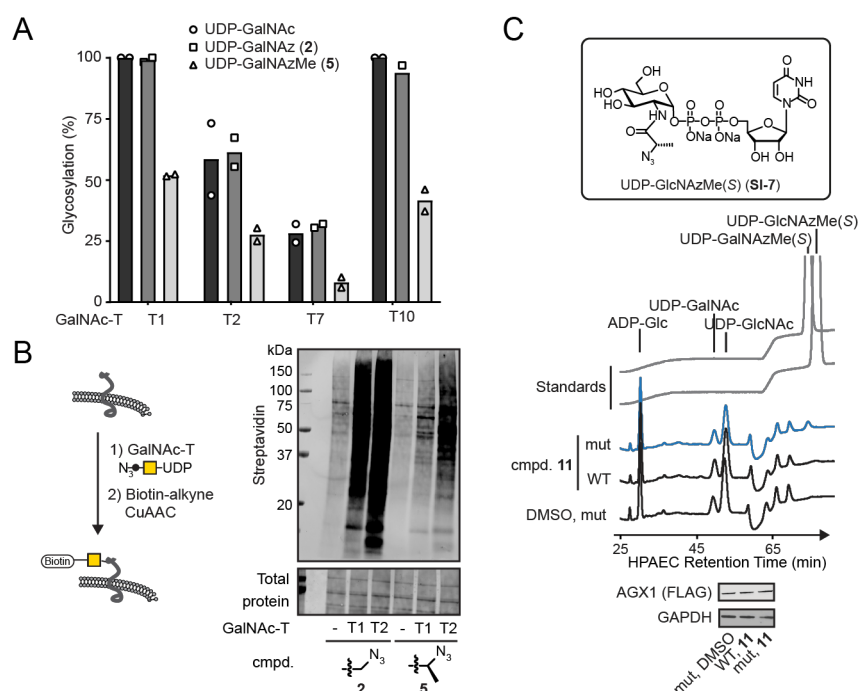 A
○ UDP-GalNAc
□ UDP-GalNAz (2)
△ UDP-GalNAzMe (5)
Glycosylation (%)
100
75
50
25
0
GalNAc-T
T1
T2
T7
T10
B
1) GalNAc-T
N3
UDP
2) Biotin-alkyne
CuAAC
Biotin
kDa
150
100
75
50
37
20
Streptavidin
Total
protein
GalNAc-T
- T1 T2 - T1 T2
cmpd.
N3
N3
2
5
C
OH
HO
HO
O
HN
O
N3
O
O
P
O
O
P
O
ONa
ONa
O
OH OH
O
NH
N
O
UDP-GlcNAzMe(S) (SI-7)
UDP-GlcNAzMe(S)
UDP-GalNAzMe(S)
UDP-GalNAc
ADP-Glc
UDP-GlcNAc
Standards
mut
cmpd. 11
WT
DMSO, mut
25
45
65
HPAEC Retention Time (min)
AGX1 (FLAG)
GAPDH
mut, DMSO
WT, 11
mut, 11